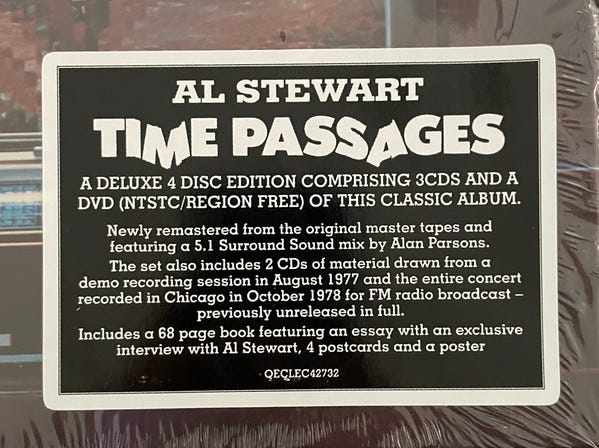 AL STEWART
TIME PASSAGES
A DELUXE 4 DISC EDITION COMPRISING 3CDS AND A
DVD (NTSTC/REGION FREE) OF THIS CLASSIC ALBUM.
Newly remastered from the original master tapes and
featuring a 5.1 Surround Sound mix by Alan Parsons.
The set also includes 2 CDs of material drawn from a
demo recording session in August 1977 and the entire concert
recorded in Chicago in October 1978 for FM radio broadcast –
previously unreleased in full.
Includes a 68 page book featuring an essay with an exclusive
interview with Al Stewart, 4 postcards and a poster
QECLEC42732